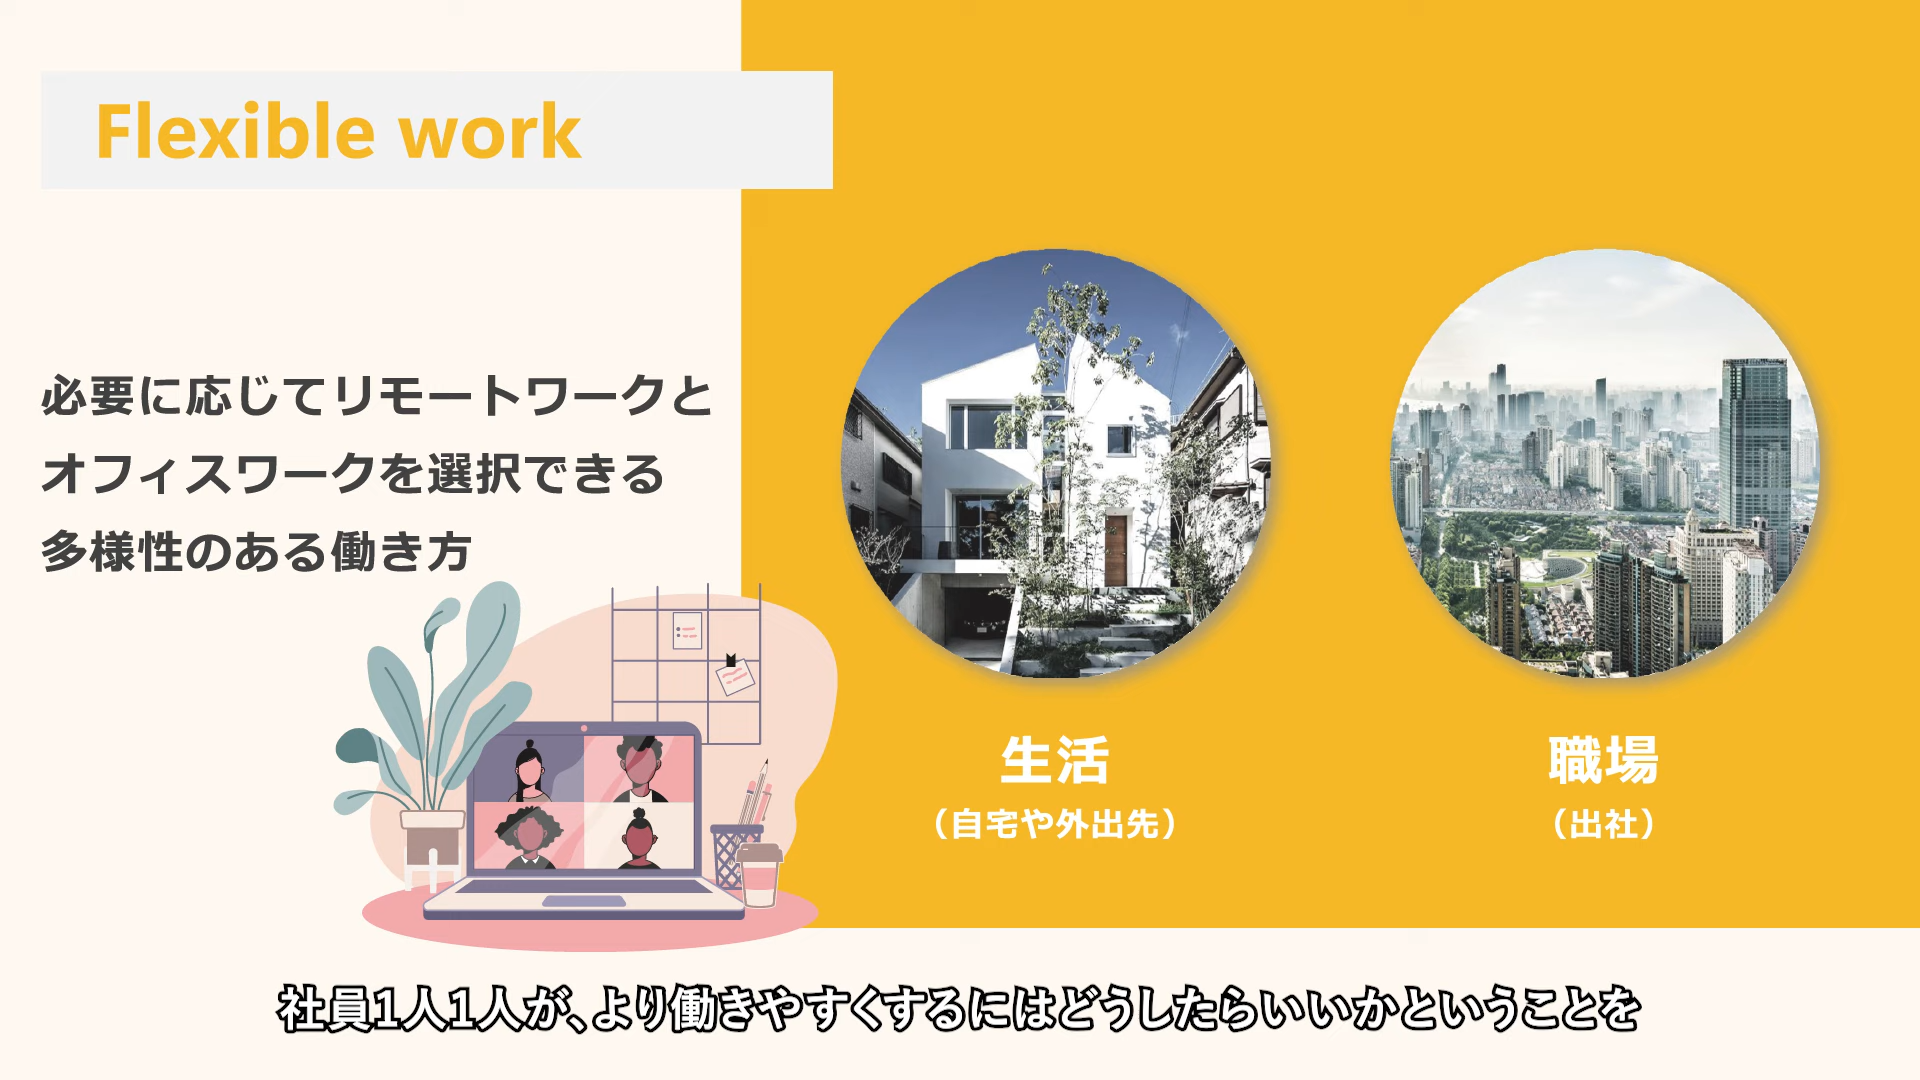 Flexible work
必要に応じてリモートワークと
オフィスワークを選択できる
多様性のある働き方
生活
（自宅や外出先）
職場
（出社）
社員1人1人が、より働きやすくするにはどうしたらいいかということを